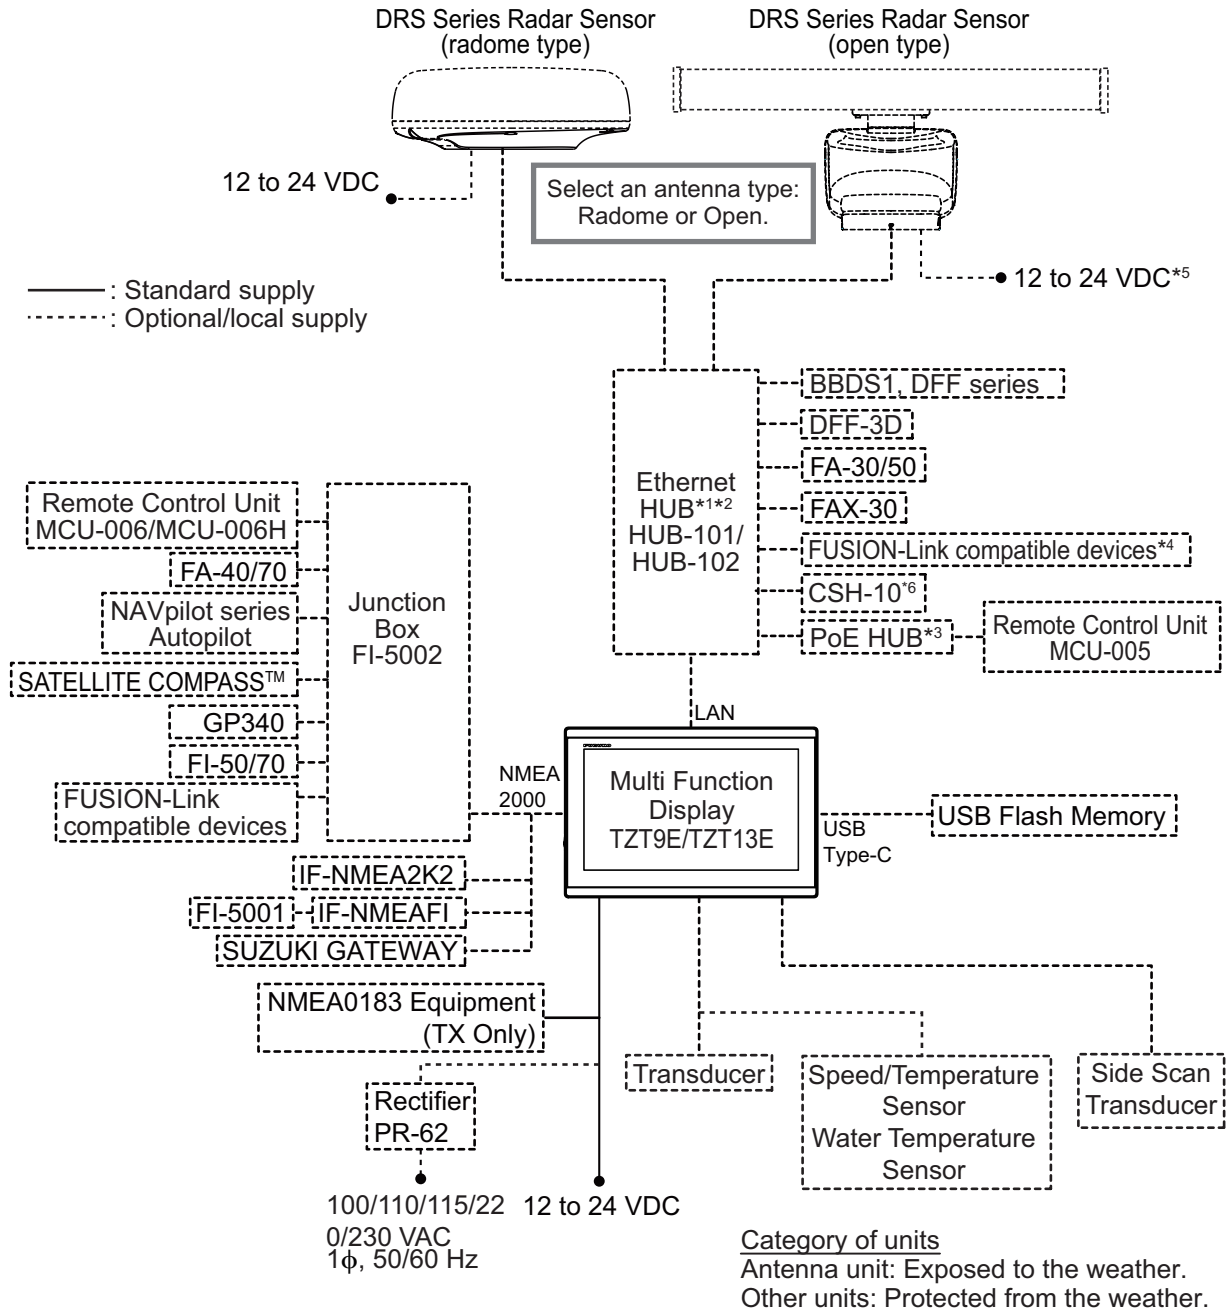 DRS Series Radar Sensor
(radome type)
DRS Series Radar Sensor
(open type)
12 to 24 VDC
Select an antenna type:
Radome or Open.
12 to 24 VDC*5
: Standard supply
: Optional/local supply
Ethernet
HUB*1*2
HUB-101/
HUB-102
BBDS1, DFF series
DFF-3D
FA-30/50
FAX-30
FUSION-Link compatible devices*4
CSH-10*6
PoE HUB*3
Remote Control Unit
MCU-005
Remote Control Unit
MCU-006/MCU-006H
FA-40/70
NAVpilot series
Autopilot
SATELLITE COMPASS™
GP340
FI-50/70
FUSION-Link
compatible devices
Junction
Box
FI-5002
LAN
NMEA
2000
Multi Function
Display
TZT9E/TZT13E
USB
Type-C
USB Flash Memory
IF-NMEA2K2
FI-5001
IF-NMEAFI
SUZUKI GATEWAY
NMEA0183 Equipment
(TX Only)
Rectifier
PR-62
Transducer
Speed/Temperature
Sensor
Water Temperature
Sensor
Side Scan
Transducer
100/110/115/22
0/230 VAC
1ϕ, 50/60 Hz
12 to 24 VDC
Category of units
Antenna unit: Exposed to the weather.
Other units: Protected from the weather.